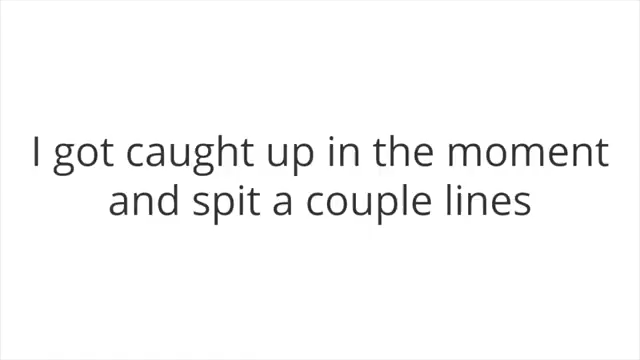 I got caught up in the moment
and spit a couple lines